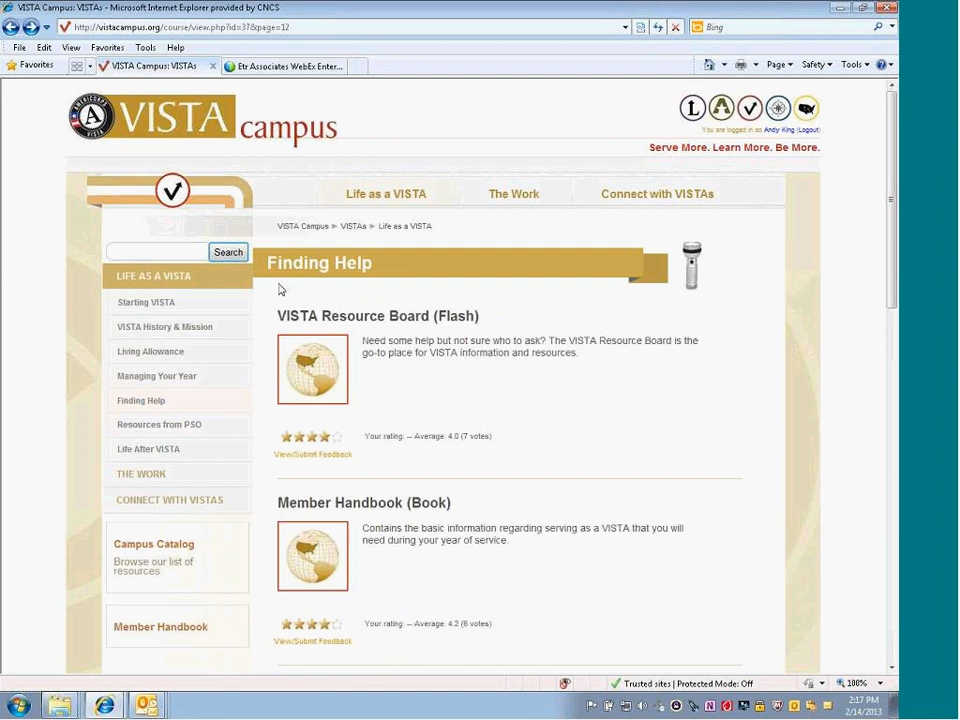 VISTA Campus: VISTAs - Microsoft Internet Explorer provided by CNCS
http://vistacampus.org/course/view.php?id=37&page=12
Bing
File Edit View Favorites Tools Help
Favorites
VISTA Campus: VISTAs
Etr Associates WebEx Enter...
Page Safety Tools
AMERICORPS VISTA
A
VISTA campus
L
You are logged in as Andy King (Logout)
Serve More. Learn More. Be More.
Life as a VISTA
The Work
Connect with VISTAs
VISTA Campus ► VISTAs ► Life as a VISTA
Search
Finding Help
LIFE AS A VISTA
Starting VISTA
VISTA History & Mission
Living Allowance
Managing Your Year
Finding Help
Resources from PSO
Life After VISTA
THE WORK
CONNECT WITH VISTAS
Campus Catalog
Browse our list of
resources
Member Handbook
VISTA Resource Board (Flash)
Need some help but not sure who to ask? The VISTA Resource Board is the
go-to place for VISTA information and resources.
Your rating: -- Average: 4.0 (7 votes)
View/Submit Feedback
Member Handbook (Book)
Contains the basic information regarding serving as a VISTA that you will
need during your year of service.
Your rating: -- Average: 4.2 (6 votes)
View/Submit Feedback
Trusted sites | Protected Mode: Off
100%
2:17 PM
2/14/2013